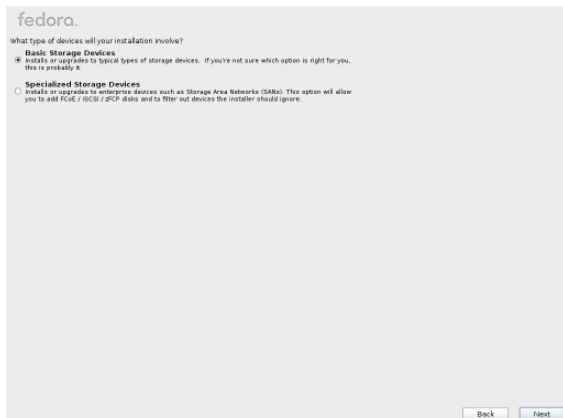 fedora.
What type of devices will your installation involve?
Basic Storage Devices
Installs or upgrades to typical types of storage devices. If you're not sure which option is right for you,
this is probably it.
Specialized Storage Devices
Installs or upgrades to enterprise devices such as Storage Area Networks (SANs). This option will allow
you to add FCoE / iSCSI / zFCP disks and to filter out devices the installer should ignore.
Back
Next